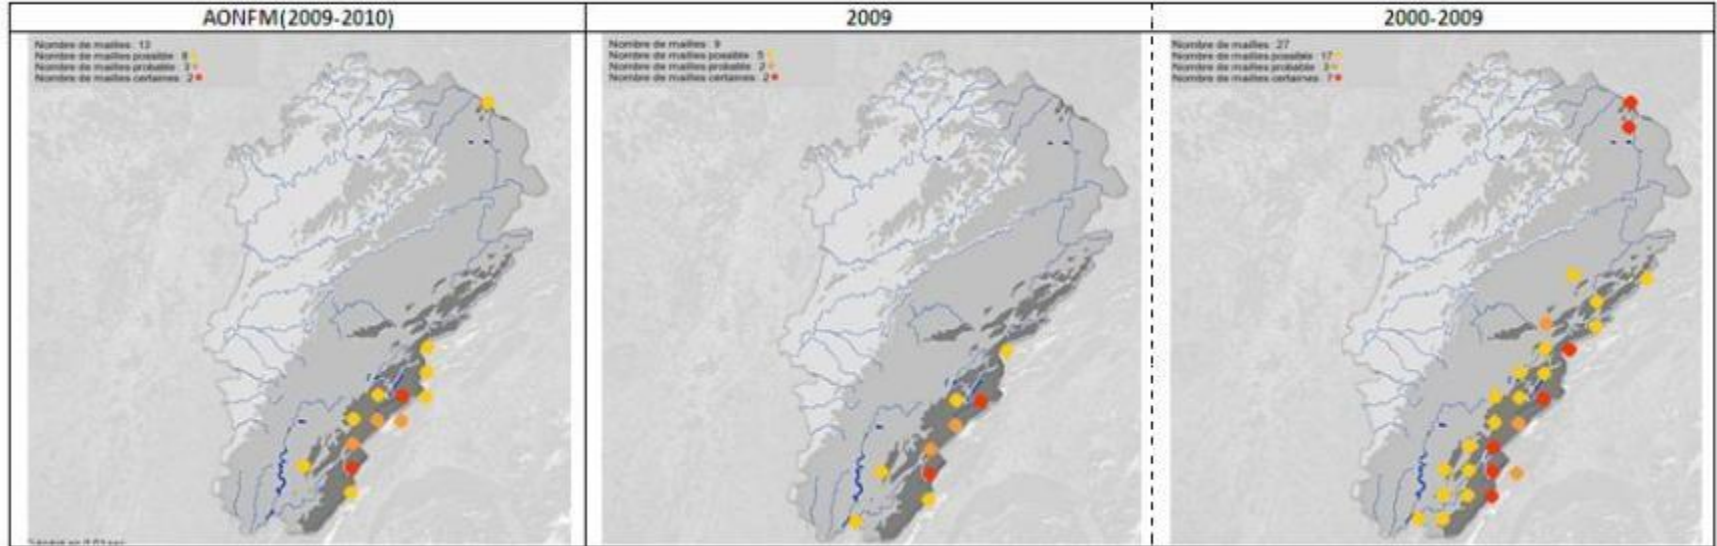 AONFM(2009-2010)
2009
2000-2009
Nombre de mailles : 13
Nombre de mailles possible : 8
Nombre de mailles probable : 3
Nombre de mailles certaines : 2
Nombre de mailles : 9
Nombre de mailles possible : 5
Nombre de mailles probable : 2
Nombre de mailles certaines : 2
Nombre de mailles : 27
Nombre de mailles possible : 17
Nombre de mailles probable : 3
Nombre de mailles certaines : 7